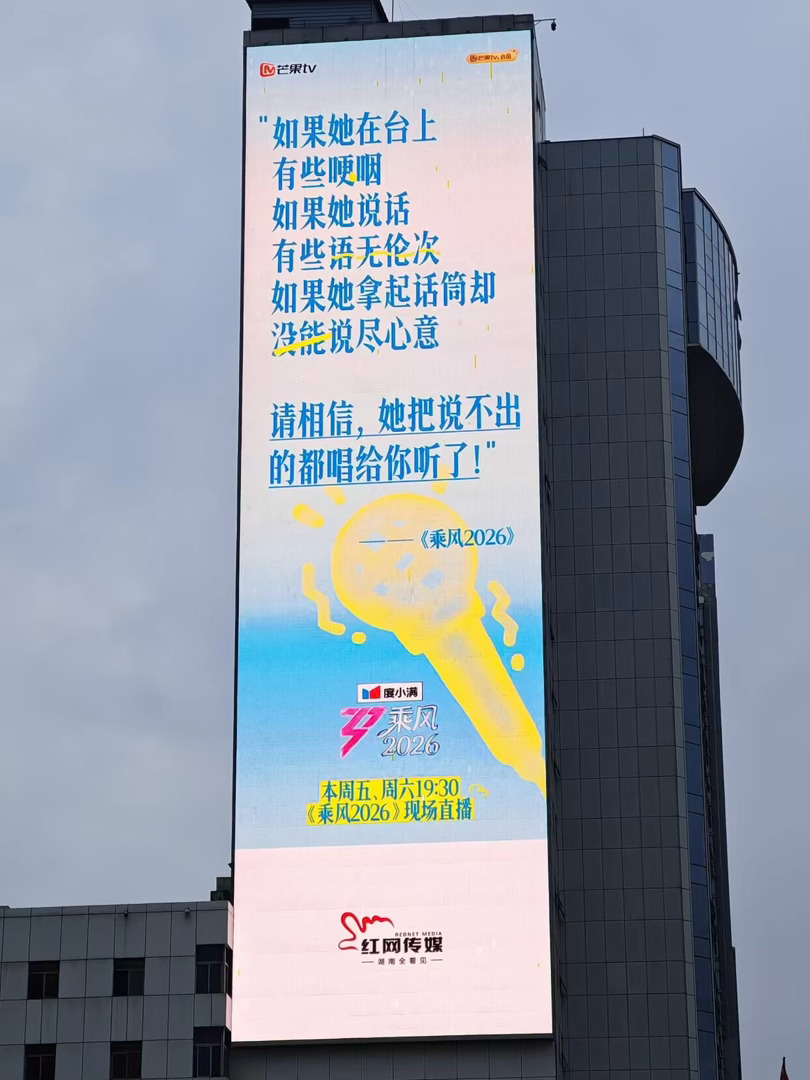 芒果tv
芒果tv出品
"如果她在台上
有些哽咽
如果她说话
有些语无伦次
如果她拿起话筒却
没能说尽心意
请相信，她把说不出
的都唱给你听了！"
——《乘风2026》
度小满
乘风
2026
本周五、周六19:30
《乘风2026》现场直播
REDNET MEDIA
红网传媒
—湖南全看见—